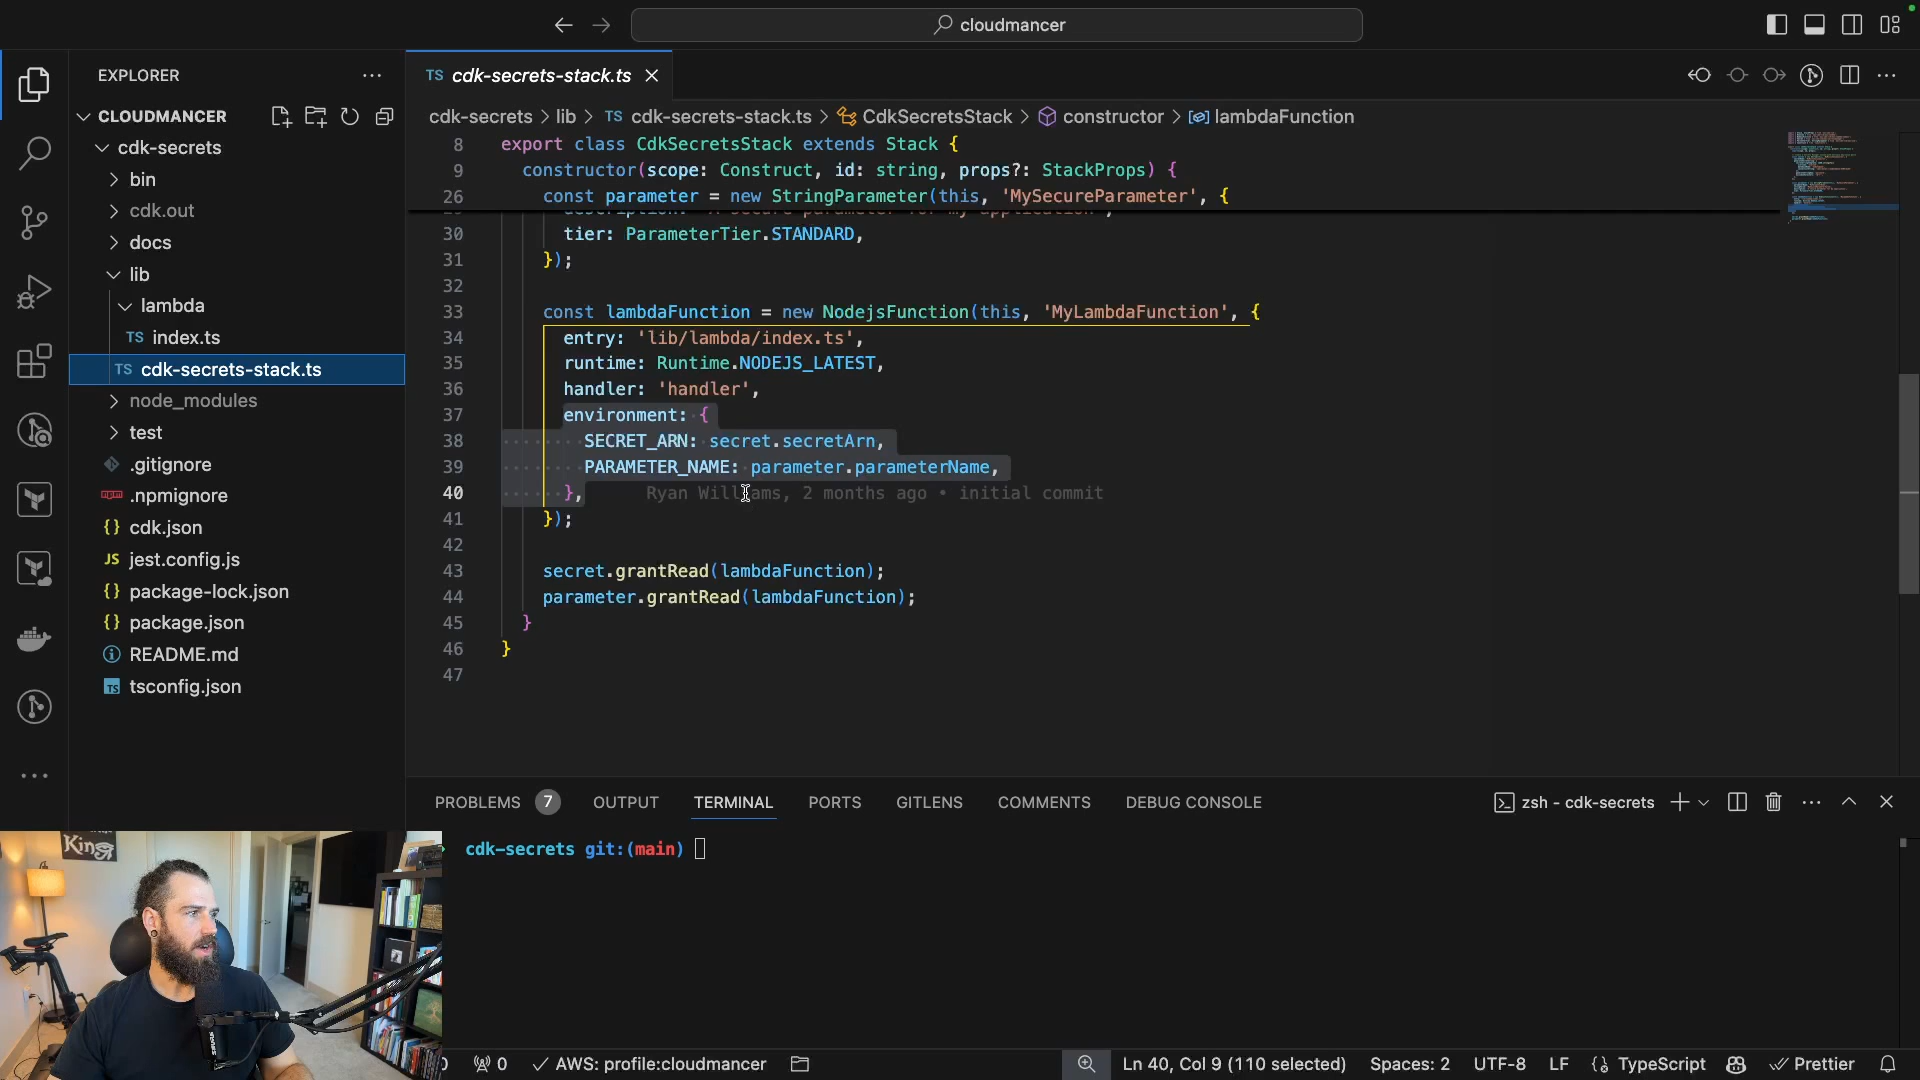 cloudmancer
EXPLORER
CLOUDMANCER
cdk-secrets
bin
cdk.out
docs
lib
lambda
TS index.ts
TS cdk-secrets-stack.ts
node_modules
test
.gitignore
.npmignore
{} cdk.json
JS jest.config.js
{} package-lock.json
{} package.json
README.md
TS tsconfig.json
TS cdk-secrets-stack.ts
cdk-secrets > lib > TS cdk-secrets-stack.ts > CdkSecretsStack > constructor > lambdaFunction
8 export class CdkSecretsStack extends Stack {
9 constructor(scope: Construct, id: string, props?: StackProps) {
26 const parameter = new StringParameter(this, 'MySecureParameter', {
30 tier: ParameterTier.STANDARD,
31 });
32
33 const lambdaFunction = new NodejsFunction(this, 'MyLambdaFunction', {
34 entry: 'lib/lambda/index.ts',
35 runtime: Runtime.NODEJS_LATEST,
36 handler: 'handler',
37 environment: {
38 SECRET_ARN: secret.secretArn,
39 PARAMETER_NAME: parameter.parameterName,
40 }, Ryan Williams, 2 months ago • initial commit
41 });
42
43 secret.grantRead(lambdaFunction);
44 parameter.grantRead(lambdaFunction);
45 }
46 }
47
PROBLEMS 7 OUTPUT TERMINAL PORTS GITLENS COMMENTS DEBUG CONSOLE
zsh - cdk-secrets
cdk-secrets git:(main)
King
0 AWS: profile:cloudmancer
Ln 40, Col 9 (110 selected) Spaces: 2 UTF-8 LF {} TypeScript Prettier